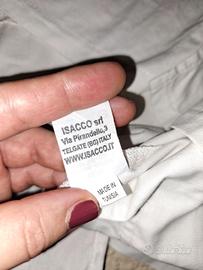 ISACCO srl
Via Pirandello,3
TELGATE (BG) ITALY
WWW.ISACCO.IT
MADE IN
TUNISIA